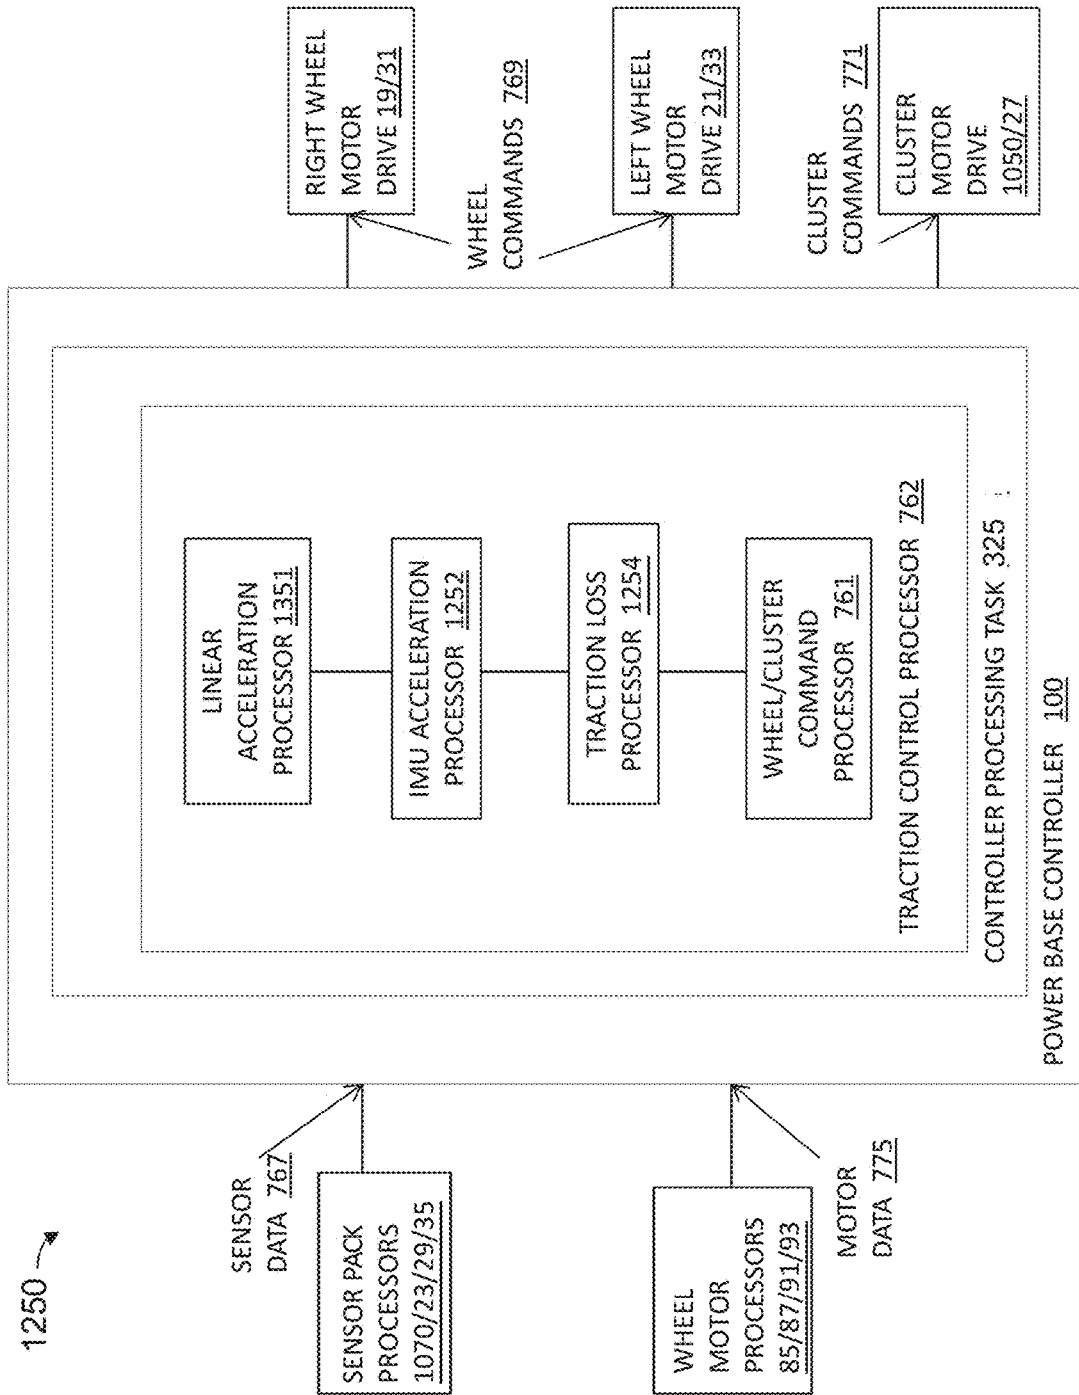 1250
SENSOR
DATA 767
SENSOR PACK
PROCESSORS
1070/23/29/35
WHEEL
MOTOR
PROCESSORS
85/87/91/93
MOTOR
DATA 775
LINEAR
ACCELERATION
PROCESSOR 1351
IMU ACCELERATION
PROCESSOR 1252
TRACTION LOSS
PROCESSOR 1254
WHEEL/CLUSTER
COMMAND
PROCESSOR 761
TRACTION CONTROL PROCESSOR 762
CONTROLLER PROCESSING TASK 325
POWER BASE CONTROLLER 100
RIGHT WHEEL
MOTOR
DRIVE 19/31
WHEEL
COMMANDS 769
LEFT WHEEL
MOTOR
DRIVE 21/33
CLUSTER
COMMANDS 771
CLUSTER
MOTOR
DRIVE
1050/27